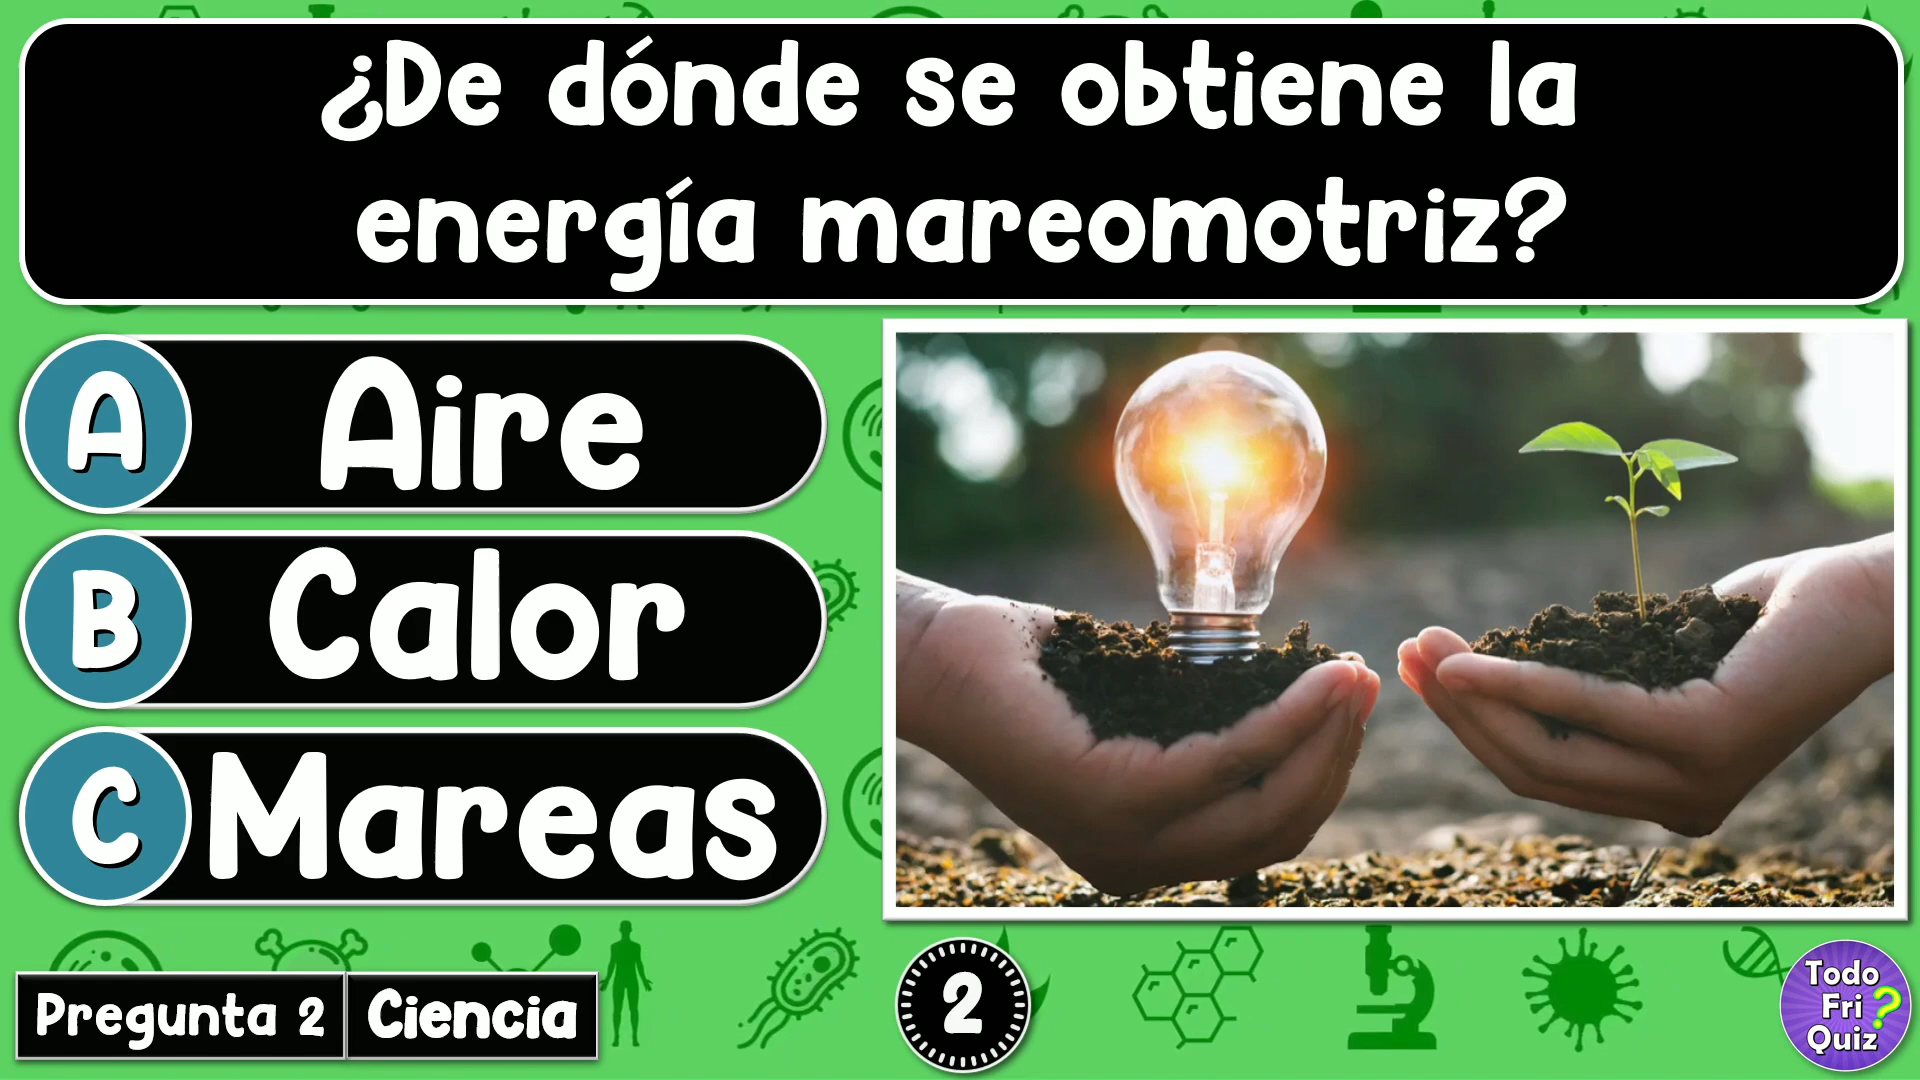 ¿De dónde se obtiene la
energía mareomotriz?
A Aire
B Calor
C Mareas
Pregunta 2 Ciencia
2
Todo
Fri
Quiz ?